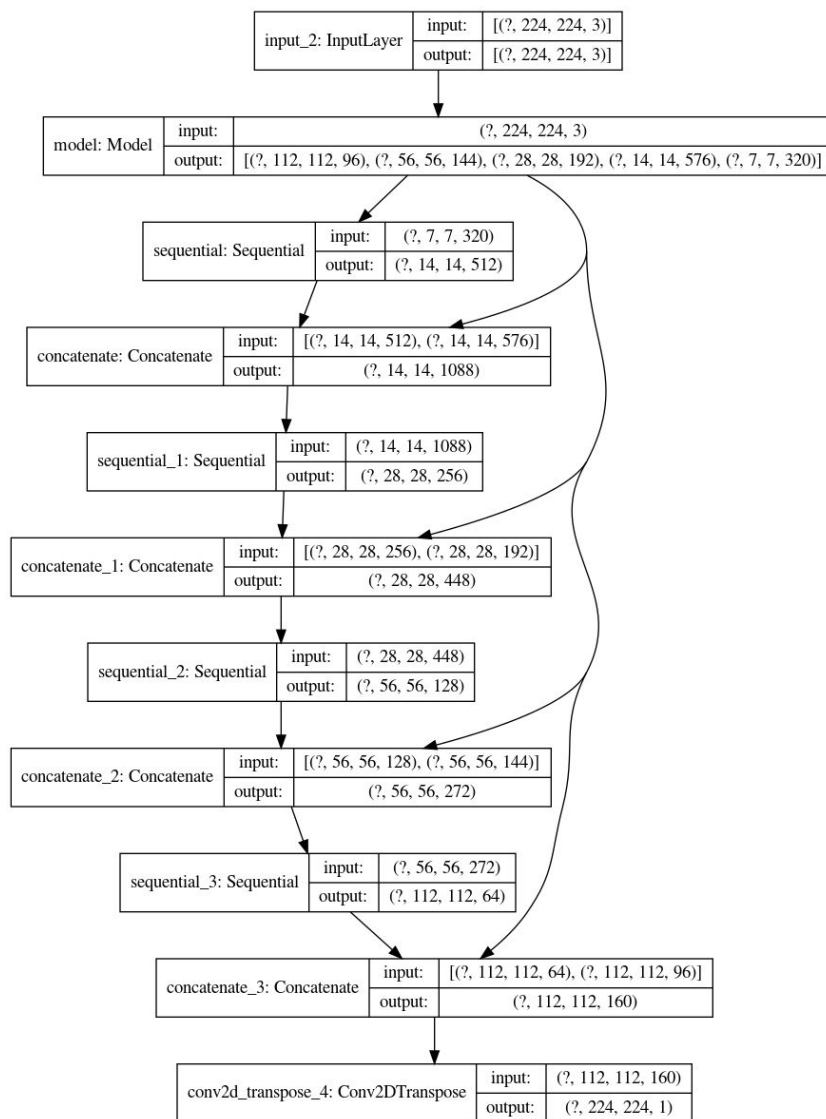 input_2: InputLayer
input:
[(?, 224, 224, 3)]
output:
[(?, 224, 224, 3)]
model: Model
input:
(?, 224, 224, 3)
output:
[(?, 112, 112, 96), (?, 56, 56, 144), (?, 28, 28, 192), (?, 14, 14, 576), (?, 7, 7, 320)]
sequential: Sequential
input:
(?, 7, 7, 320)
output:
(?, 14, 14, 512)
concatenate: Concatenate
input:
[(?, 14, 14, 512), (?, 14, 14, 576)]
output:
(?, 14, 14, 1088)
sequential_1: Sequential
input:
(?, 14, 14, 1088)
output:
(?, 28, 28, 256)
concatenate_1: Concatenate
input:
[(?, 28, 28, 256), (?, 28, 28, 192)]
output:
(?, 28, 28, 448)
sequential_2: Sequential
input:
(?, 28, 28, 448)
output:
(?, 56, 56, 128)
concatenate_2: Concatenate
input:
[(?, 56, 56, 128), (?, 56, 56, 144)]
output:
(?, 56, 56, 272)
sequential_3: Sequential
input:
(?, 56, 56, 272)
output:
(?, 112, 112, 64)
concatenate_3: Concatenate
input:
[(?, 112, 112, 64), (?, 112, 112, 96)]
output:
(?, 112, 112, 160)
conv2d_transpose_4: Conv2DTranspose
input:
(?, 112, 112, 160)
output:
(?, 224, 224, 1)